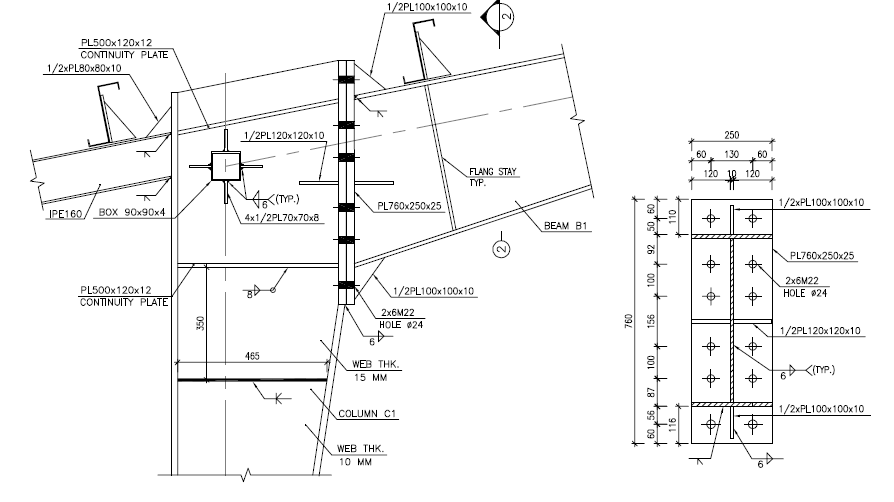 1/2PL100x100x10
2
PL500x120x12
CONTINUITY PLATE
1/2xPL80x80x10
1/2PL120x120x10
FLANG STAY
TYP.
6
(TYP.)
IPE160
BOX 90x90x4
4x1/2PL70x70x8
PL760x250x25
BEAM B1
2
PL500x120x12
CONTINUITY PLATE
8
1/2PL100x100x10
350
2x6M22
HOLE ø24
6
465
WEB THK.
15 MM
COLUMN C1
WEB THK.
10 MM
250
60
130
60
120
10
120
1/2xPL100x100x10
60
50
110
92
PL760x250x25
100
2x6M22
HOLE ø24
760
156
1/2PL120x120x10
100
6
(TYP.)
87
1/2xPL100x100x10
56
116
60
6